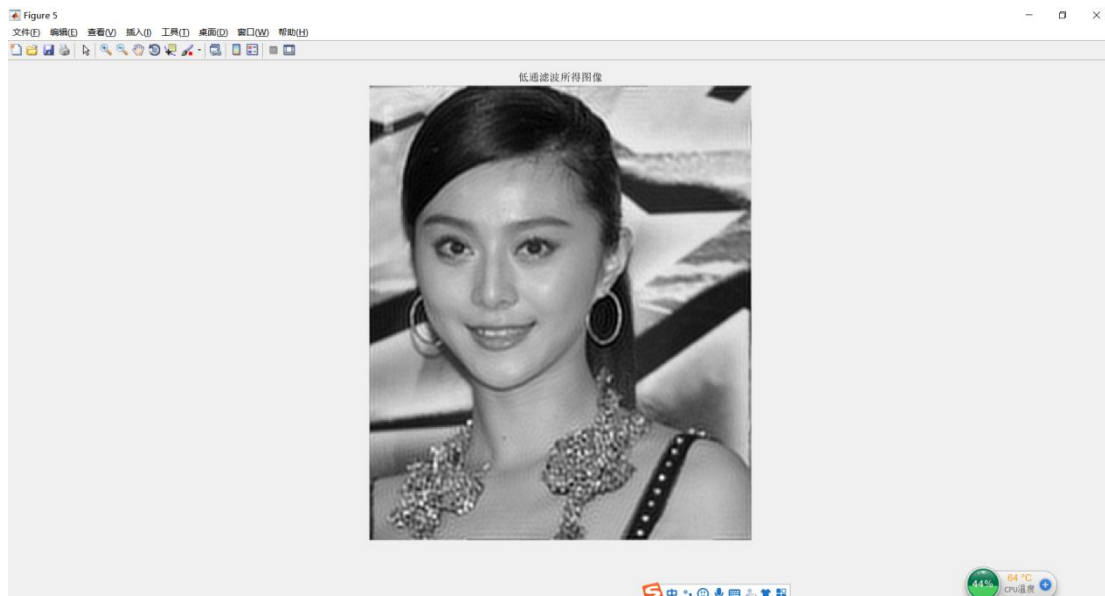 Figure 5
文件(F) 编辑(E) 查看(V) 插入(I) 工具(T) 桌面(D) 窗口(W) 帮助(H)
低通滤波所得图像
中
44%
64 °C
CPU温度